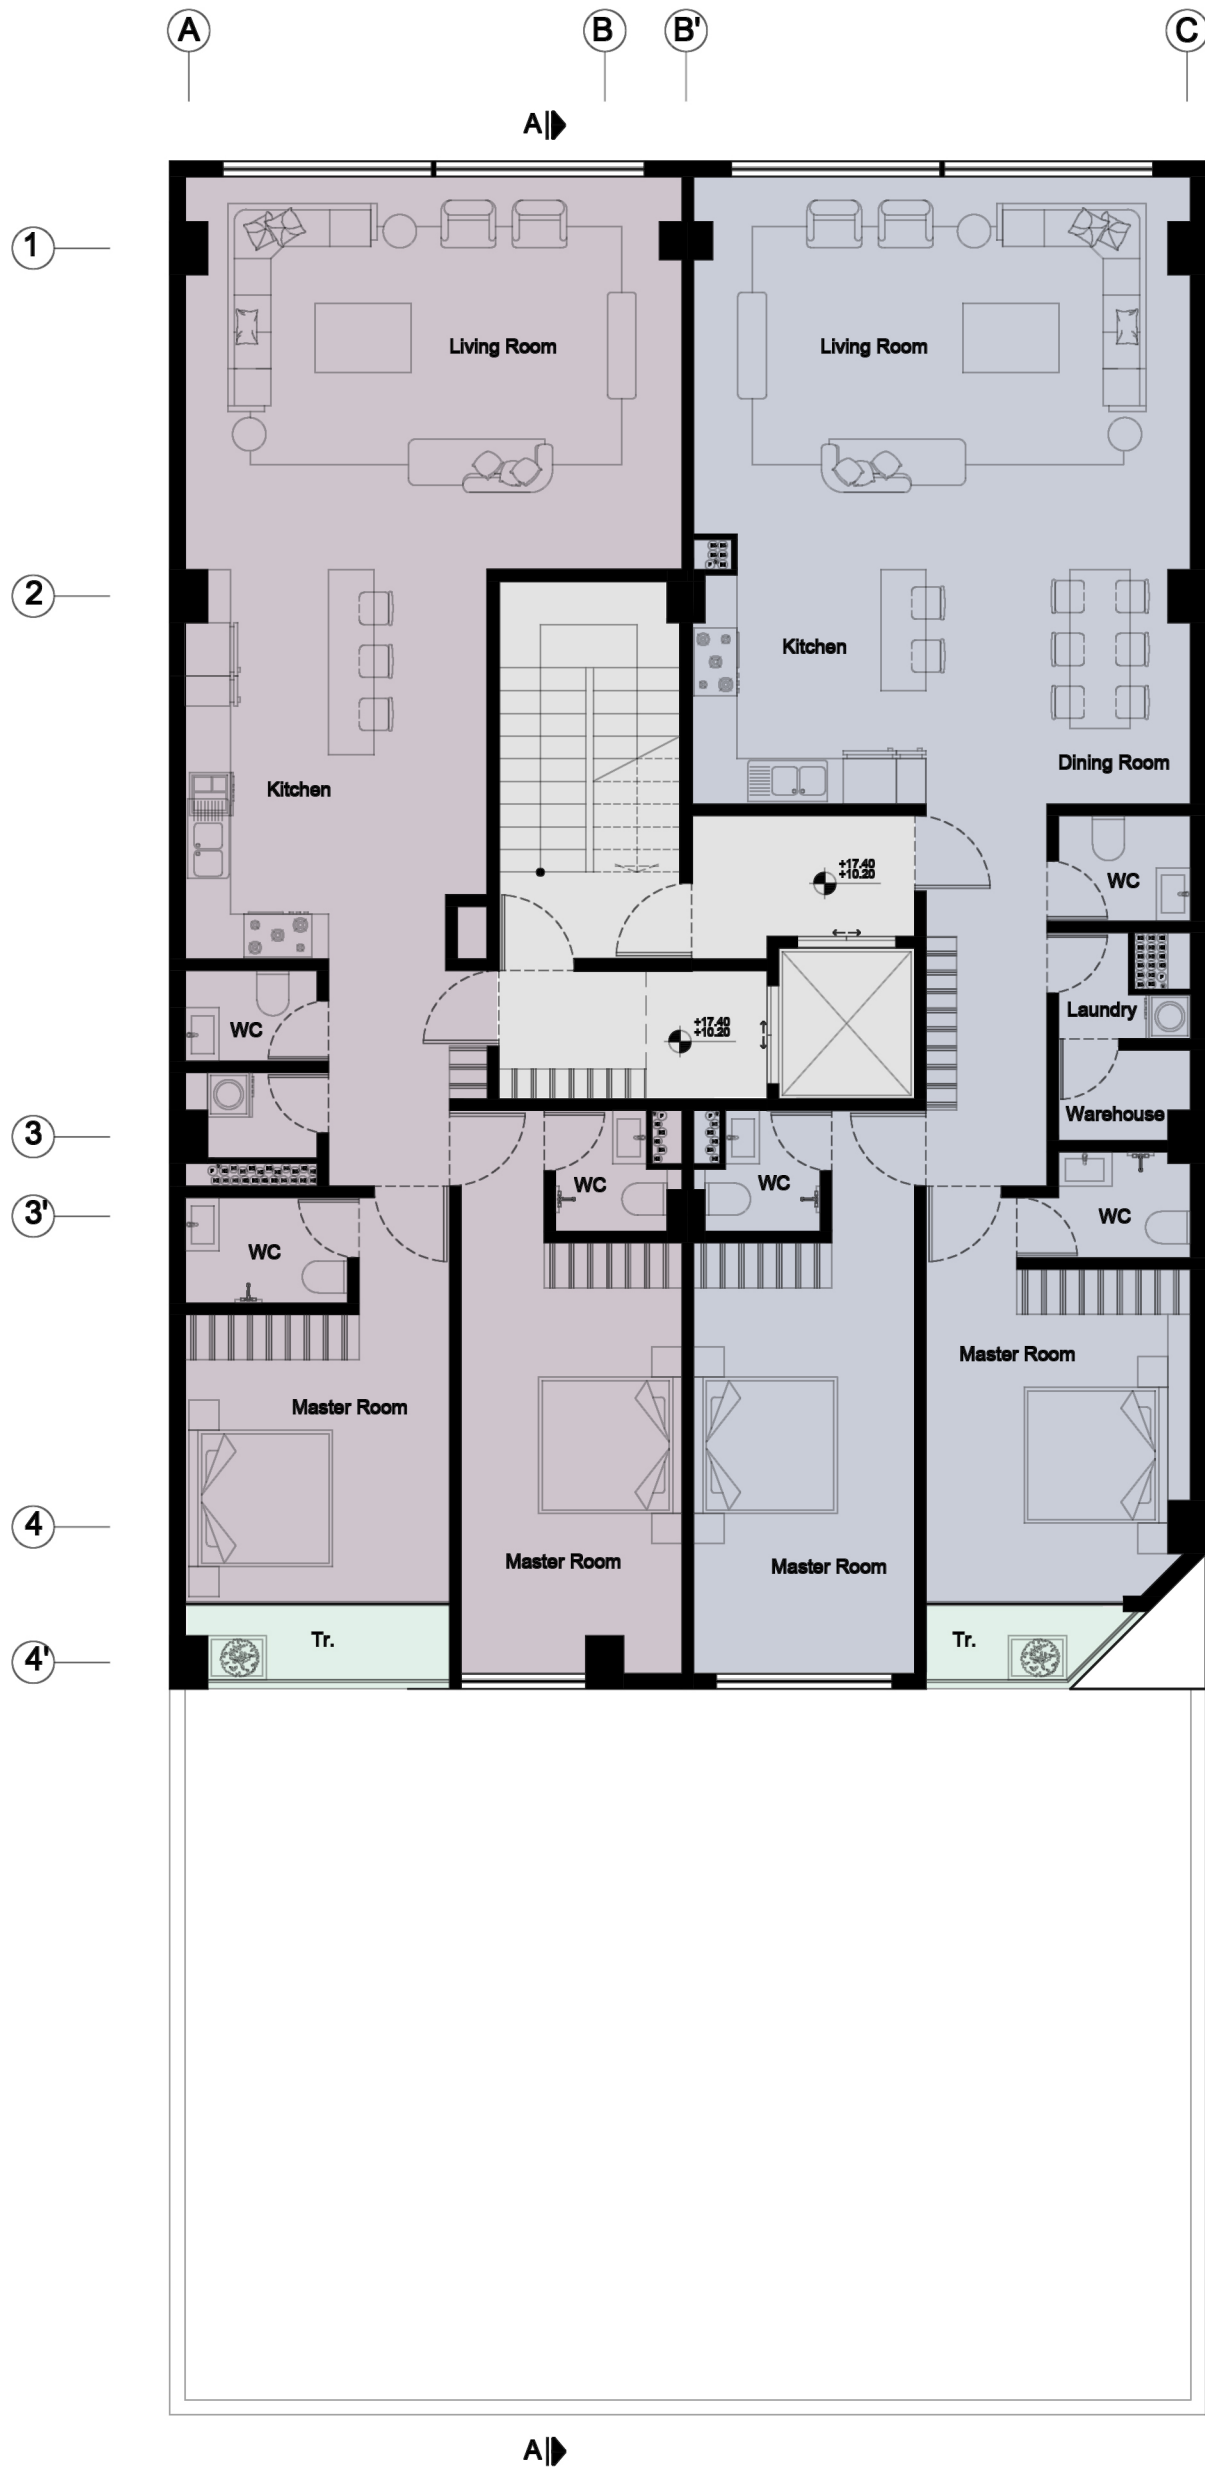 A
B
B'
C
A
1
Living Room
Living Room
2
Kitchen
Dining Room
Kitchen
+17.40
+10.20
WC
Laundry
WC
+17.40
+10.20
Warehouse
3
WC
WC
3'
WC
WC
Master Room
Master Room
4
Master Room
Master Room
Tr.
Tr.
4'
A